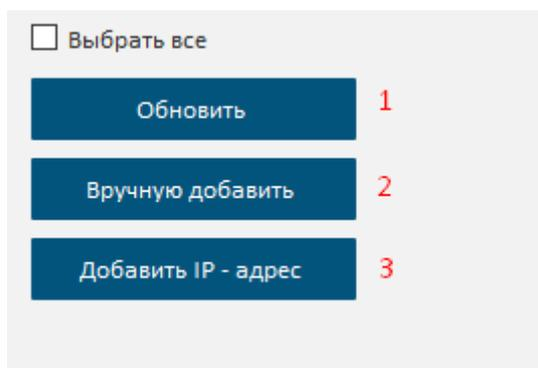 Выбрать все
Обновить 1
Вручную добавить 2
Добавить IP - адрес 3